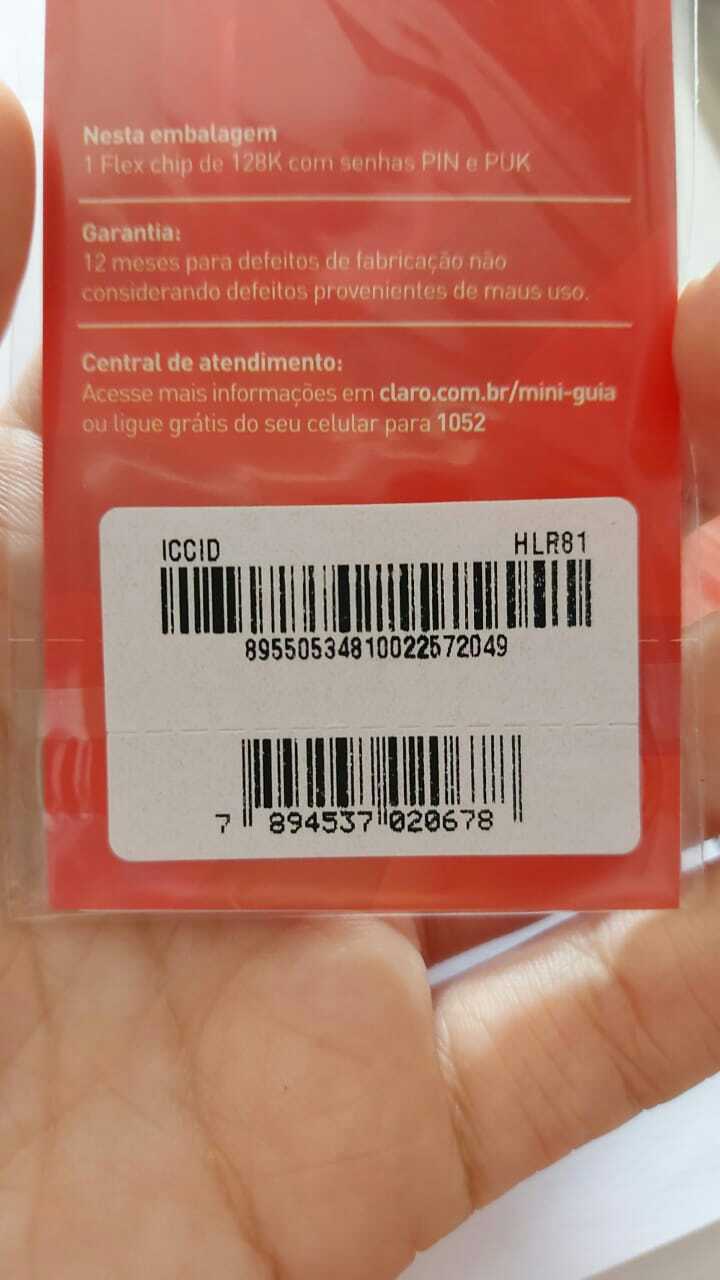 Nesta embalagem
1 Flex chip de 128K com senhas PIN e PUK
Garantia:
12 meses para defeitos de fabricação não
considerando defeitos provenientes de maus uso.
Central de atendimento:
Acesse mais informações em claro.com.br/mini-guia
ou ligue grátis do seu celular para 1052
ICCID HLR81
89550534810022572049
7 894537 020678